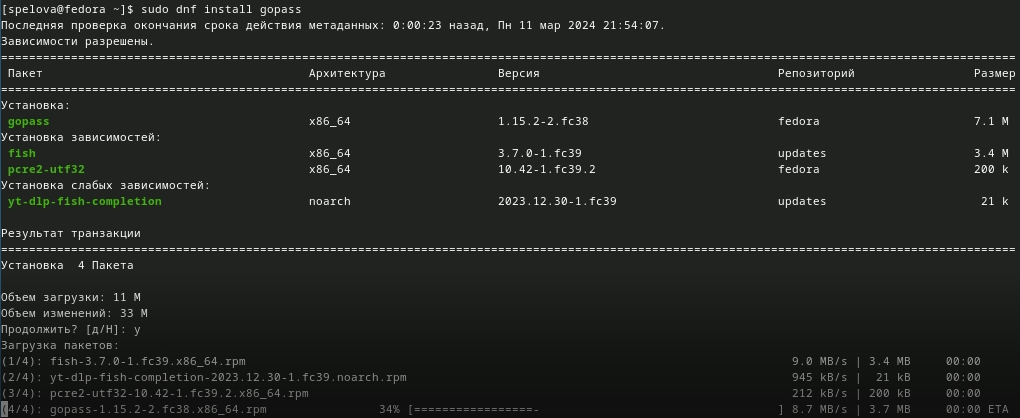 [spelova@fedora ~]$ sudo dnf install gopass
Последняя проверка окончания срока действия метаданных: 0:00:23 назад, Пн 11 мар 2024 21:54:07.
Зависимости разрешены.
================================================================================
Пакет Архитектура Версия Репозиторий Размер
================================================================================
Установка:
gopass x86_64 1.15.2-2.fc38 fedora 7.1 M
Установка зависимостей:
fish x86_64 3.7.0-1.fc39 updates 3.4 M
pcre2-utf32 x86_64 10.42-1.fc39.2 fedora 200 k
Установка слабых зависимостей:
yt-dlp-fish-completion noarch 2023.12.30-1.fc39 updates 21 k
Результат транзакции
================================================================================
Установка 4 Пакета
Объем загрузки: 11 M
Объем изменений: 33 M
Продолжить? [д/Н]: y
Загрузка пакетов:
(1/4): fish-3.7.0-1.fc39.x86_64.rpm 9.0 MB/s | 3.4 MB 00:00
(2/4): yt-dlp-fish-completion-2023.12.30-1.fc39.noarch.rpm 945 kB/s | 21 kB 00:00
(3/4): pcre2-utf32-10.42-1.fc39.2.x86_64.rpm 212 kB/s | 200 kB 00:00
(4/4): gopass-1.15.2-2.fc38.x86_64.rpm 34% [=================- ] 8.7 MB/s | 3.7 MB 00:00 ETA